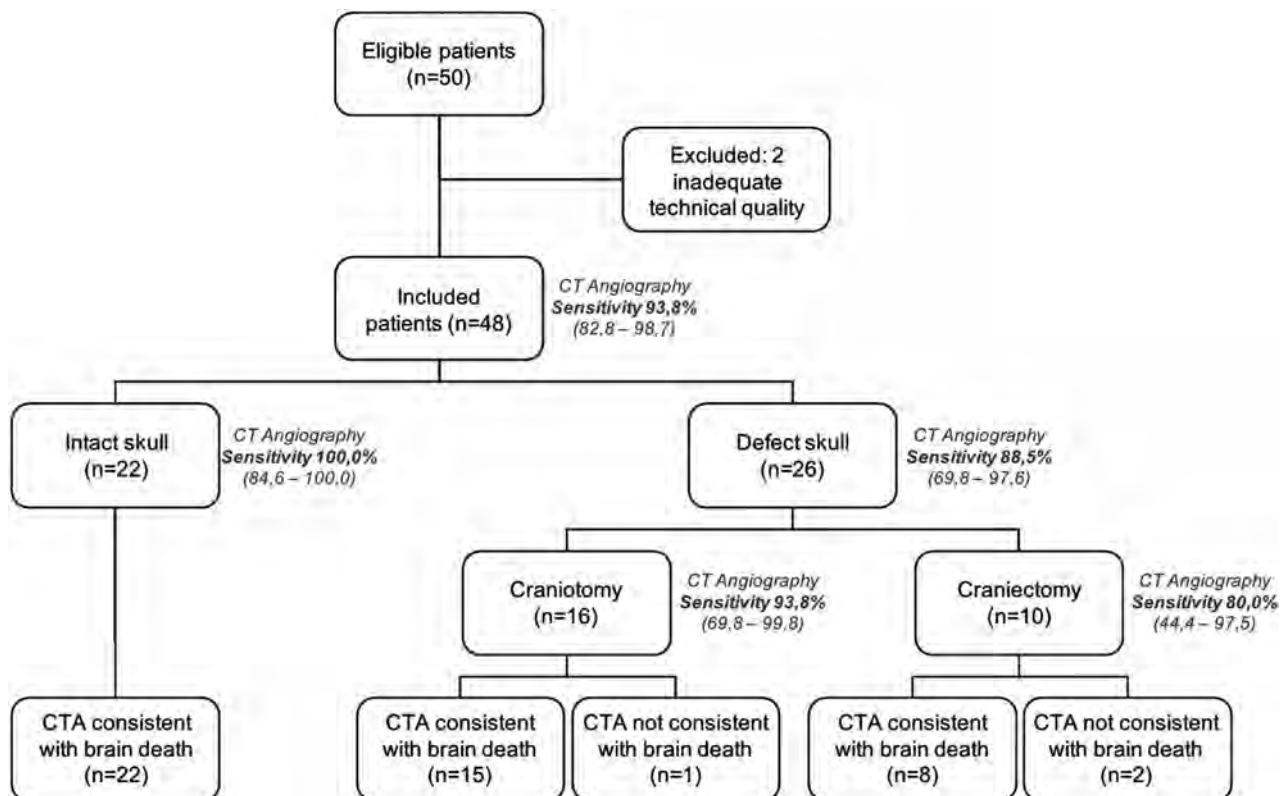 Eligible patients
(n=50)
Excluded: 2
inadequate
technical quality
Included
patients (n=48)
CT Angiography
Sensitivity 93,8%
(82,8 – 98,7)
Intact skull
(n=22)
CT Angiography
Sensitivity 100,0%
(84,6 – 100,0)
Defect skull
(n=26)
CT Angiography
Sensitivity 88,5%
(69,8 – 97,6)
Craniotomy
(n=16)
CT Angiography
Sensitivity 93,8%
(69,8 – 99,8)
Craniectomy
(n=10)
CT Angiography
Sensitivity 80,0%
(44,4 – 97,5)
CTA consistent
with brain death
(n=22)
CTA consistent
with brain death
(n=15)
CTA not consistent
with brain death
(n=1)
CTA consistent
with brain death
(n=8)
CTA not consistent
with brain death
(n=2)